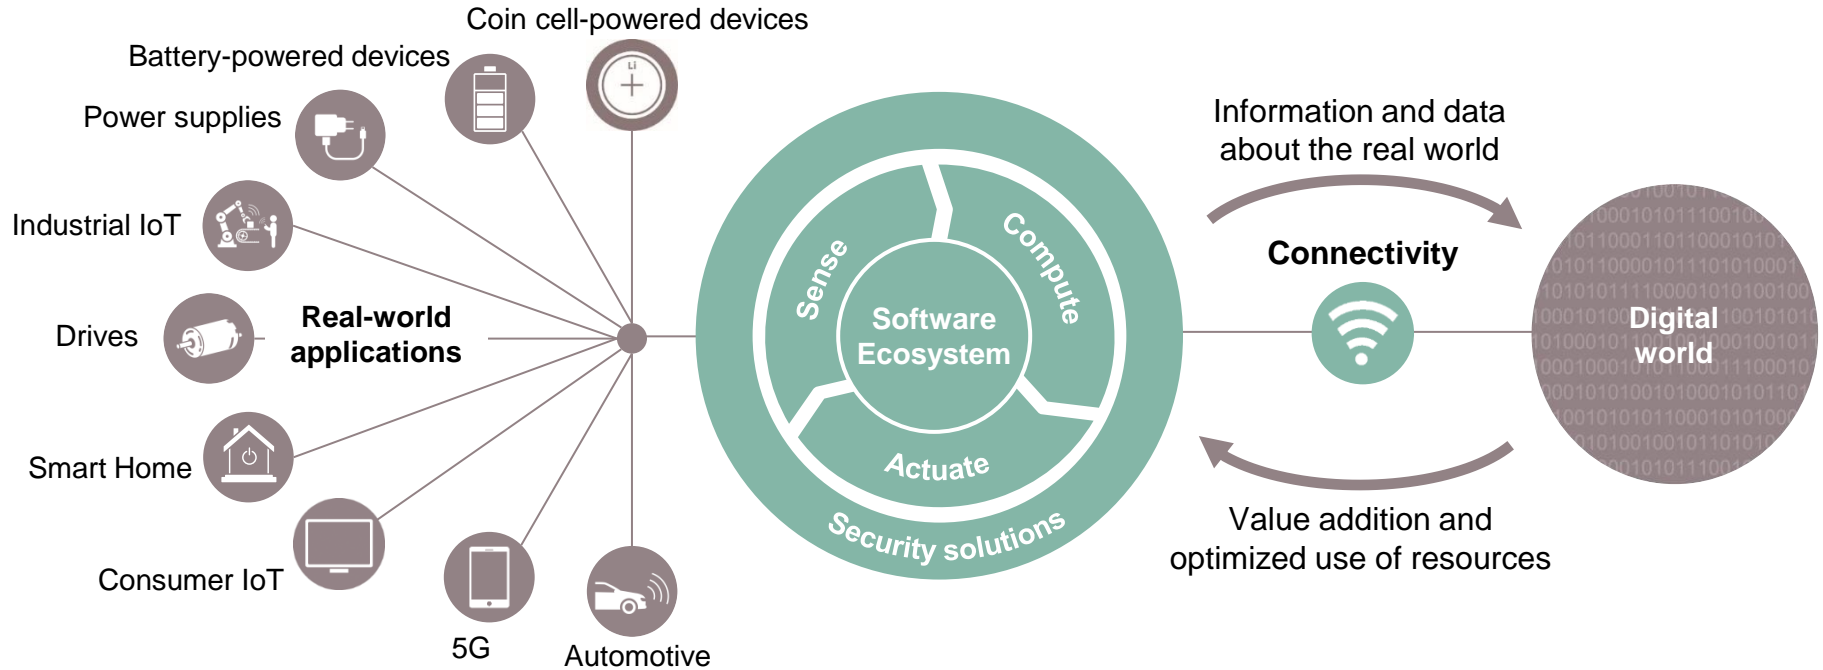 Coin cell-powered devices
Li
Battery-powered devices
Power supplies
Industrial IoT
Drives
Real-world
applications
Smart Home
Consumer IoT
5G
Automotive
Sense
Compute
Actuate
Software
Ecosystem
Security solutions
Information and data
about the real world
Connectivity
Value addition and
optimized use of resources
Digital
world